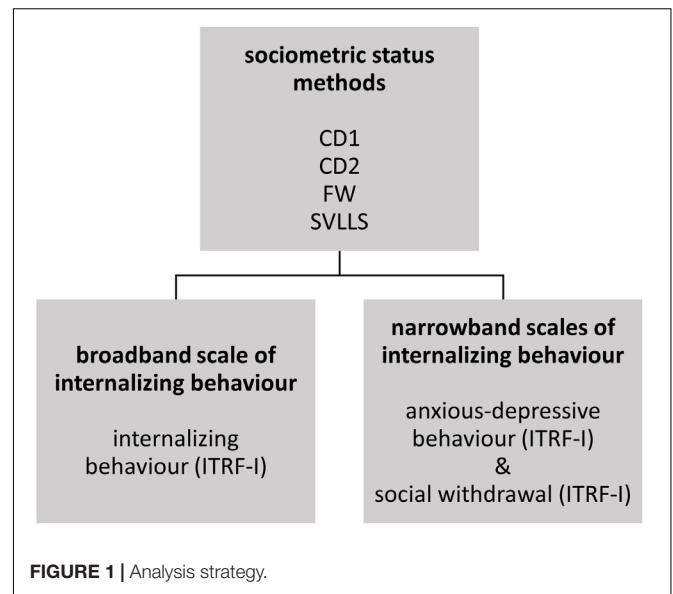 sociometric status
methods
CD1
CD2
FW
SVLLS
broadband scale of
internalizing behaviour
internalizing
behaviour (ITRF-I)
narrowband scales of
internalizing behaviour
anxious-depressive
behaviour (ITRF-I)
&
social withdrawal (ITRF-I)
FIGURE 1 | Analysis strategy.